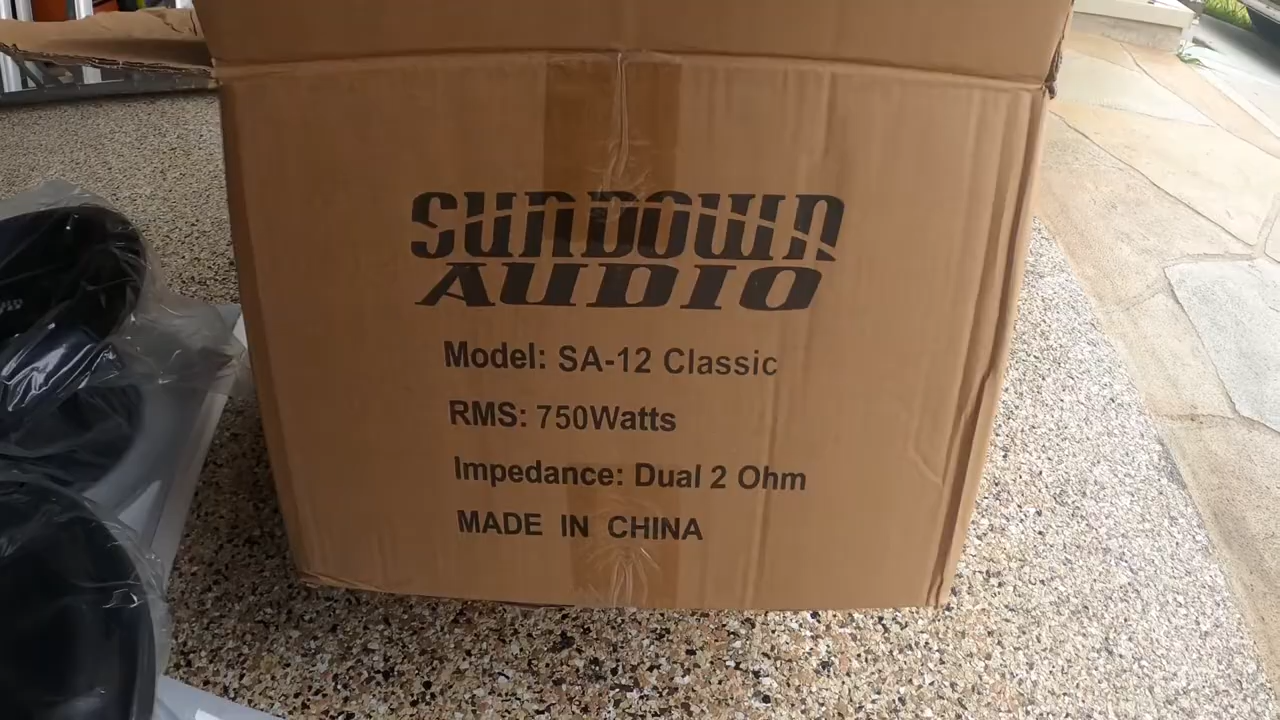 SUNDOWN
AUDIO
Model: SA-12 Classic
RMS: 750Watts
Impedance: Dual 2 Ohm
MADE IN CHINA